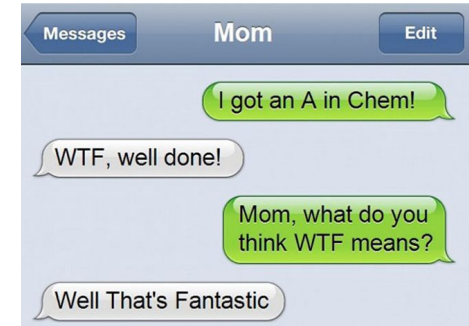 Messages Mom Edit
I got an A in Chem!
WTF, well done!
Mom, what do you
think WTF means?
Well That's Fantastic